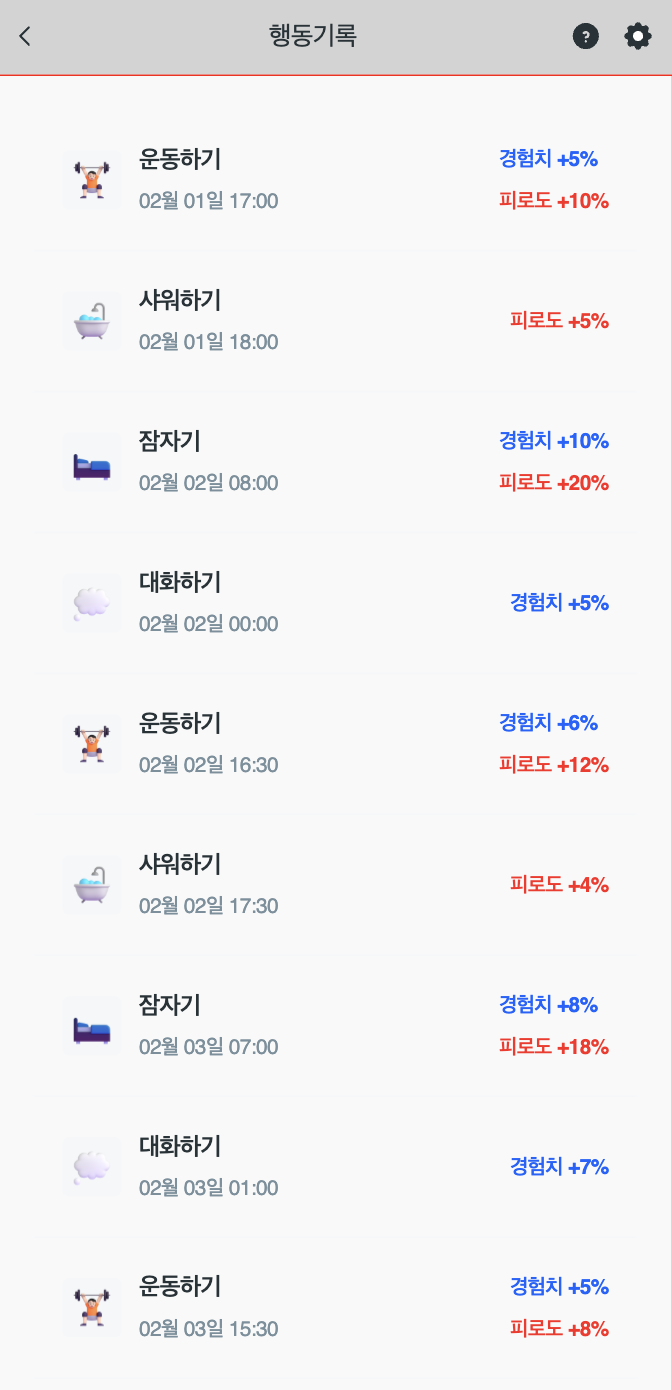 행동기록
?
운동하기
경험치 +5%
02월 01일 17:00
피로도 +10%
샤워하기
02월 01일 18:00
피로도 +5%
잠자기
경험치 +10%
02월 02일 08:00
피로도 +20%
대화하기
02월 02일 00:00
경험치 +5%
운동하기
경험치 +6%
02월 02일 16:30
피로도 +12%
샤워하기
02월 02일 17:30
피로도 +4%
잠자기
경험치 +8%
02월 03일 07:00
피로도 +18%
대화하기
02월 03일 01:00
경험치 +7%
운동하기
경험치 +5%
02월 03일 15:30
피로도 +8%